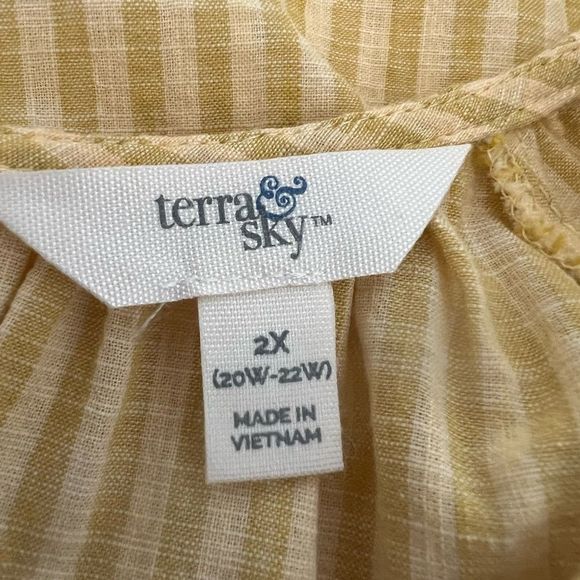 terra &
sky™
2X
(20W-22W)
MADE IN
VIETNAM